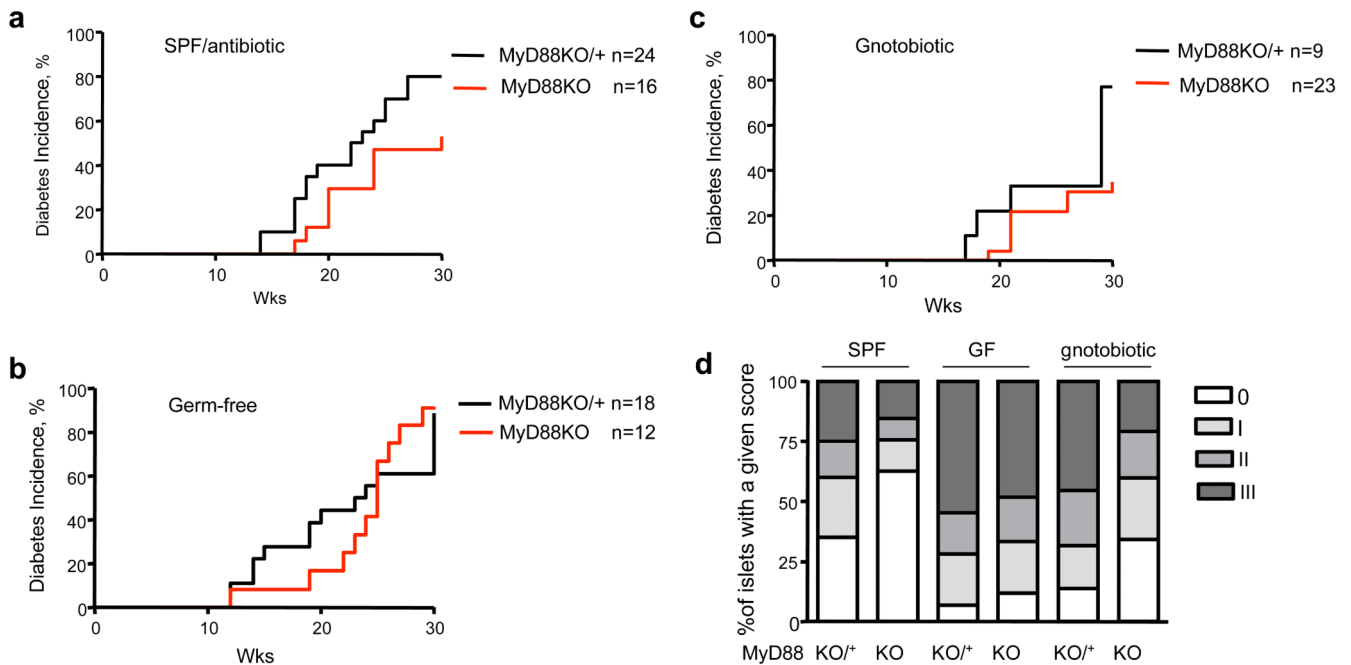 a
SPF/antibiotic
MyD88KO/+ n=24
MyD88KO n=16
Diabetes Incidence, %
100
80
60
40
20
0
0 10 20 30
Wks
b
Germ-free
MyD88KO/+ n=18
MyD88KO n=12
Diabetes Incidence, %
100
80
60
40
20
0
0 10 20 30
Wks
c
Gnotobiotic
MyD88KO/+ n=9
MyD88KO n=23
Diabetes Incidence, %
100
80
60
40
20
0
0 10 20 30
Wks
d
SPF GF gnotobiotic
%of islets with a given score
100
75
50
25
0
0
I
II
III
MyD88 KO/+ KO KO/+ KO KO/+ KO